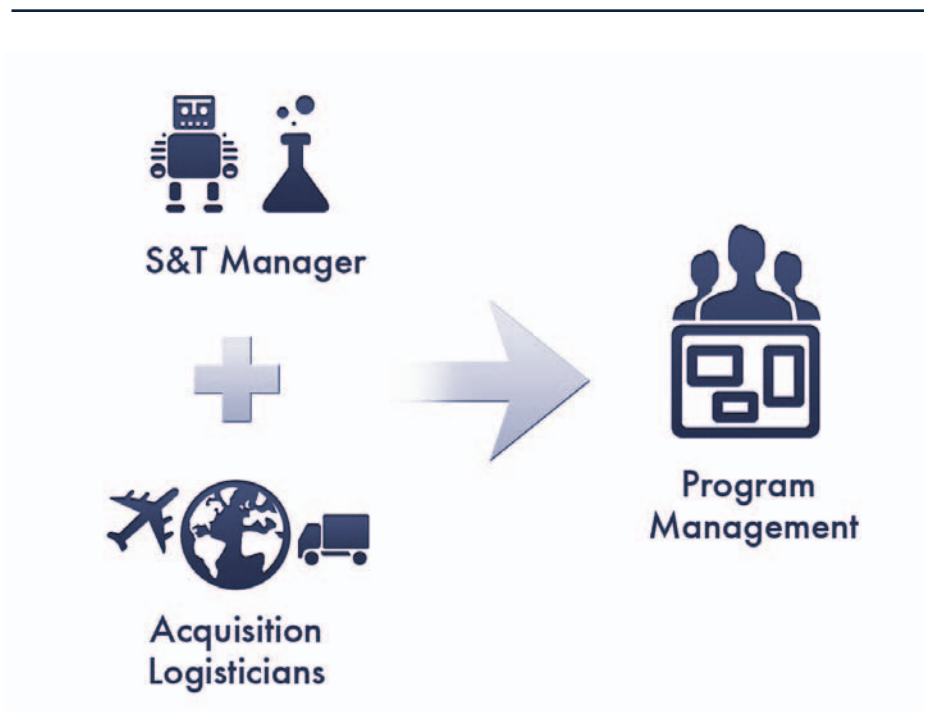 S&T Manager
Acquisition
Logisticians
Program
Management